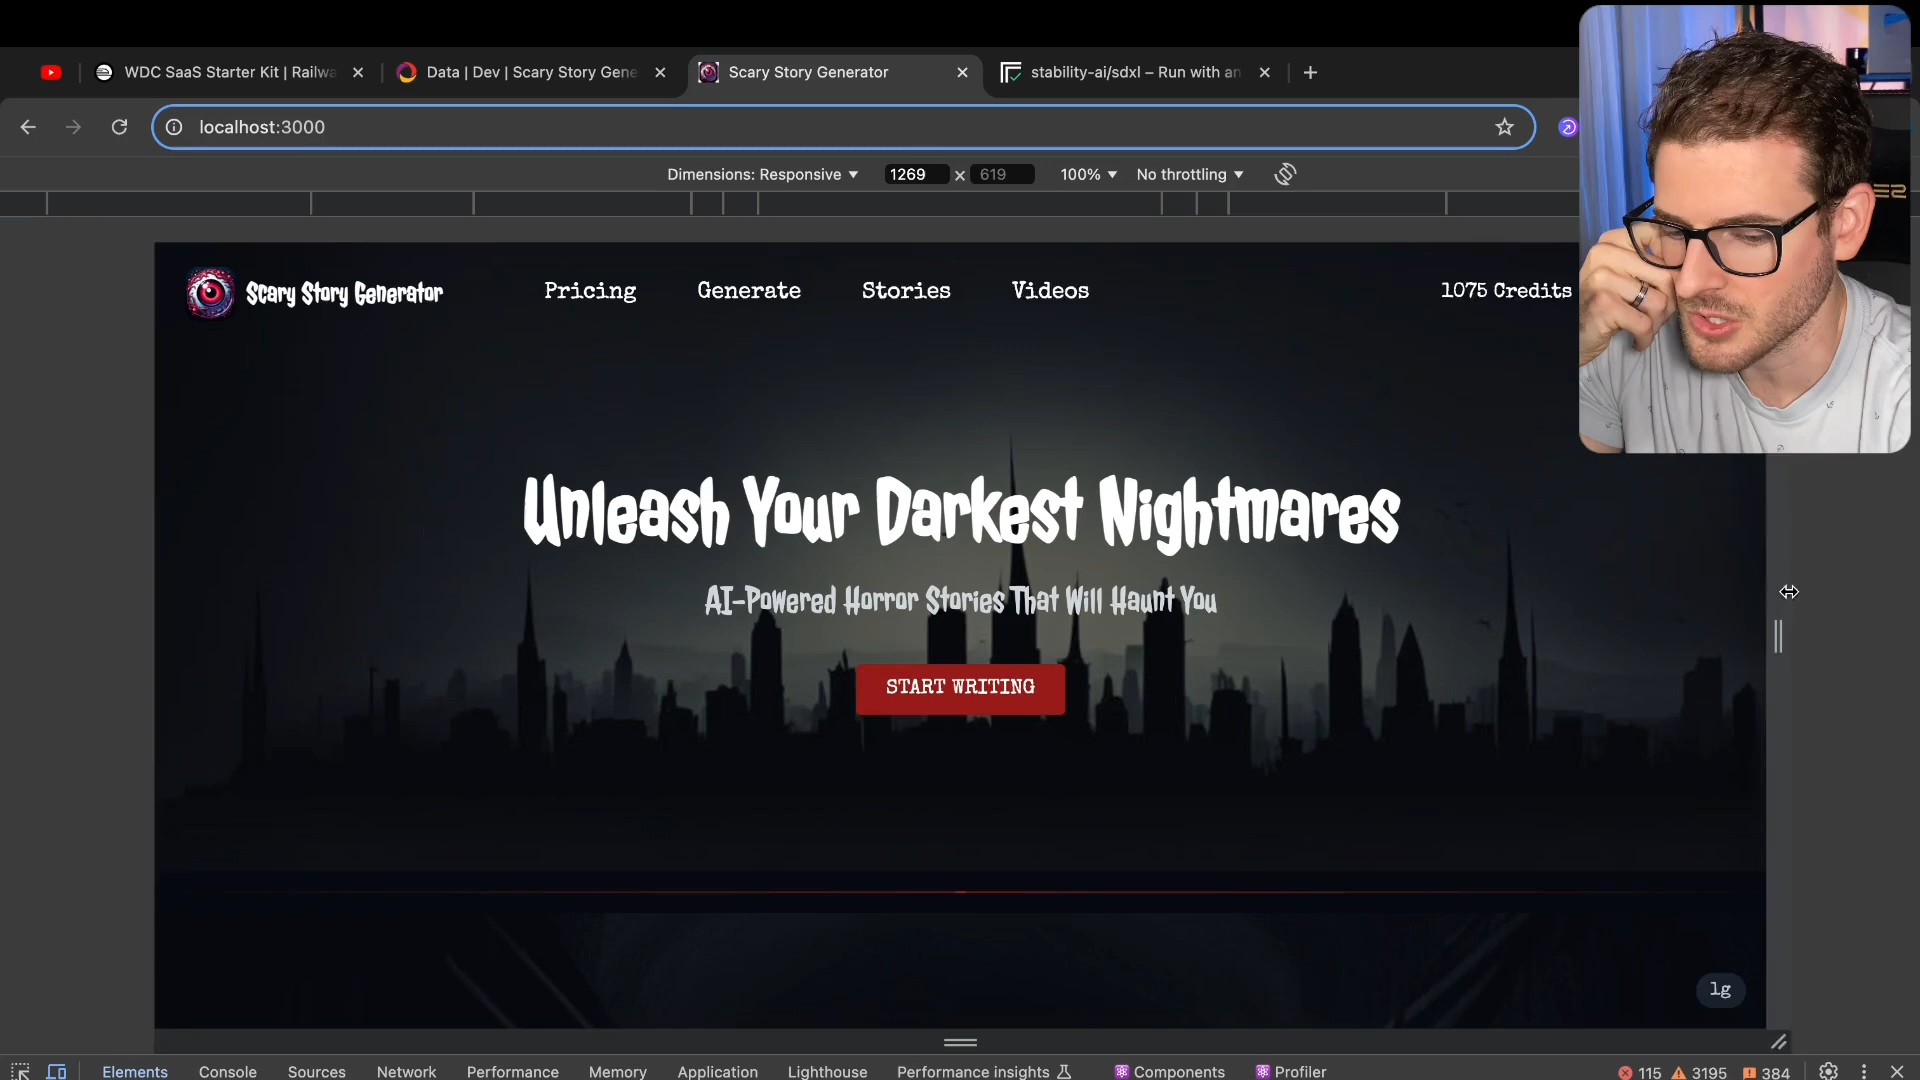 WDC SaaS Starter Kit | Railwa
Data | Dev | Scary Story Gene
Scary Story Generator
stability-ai/sdxl – Run with an
localhost:3000
Dimensions: Responsive
1269 x 619
100%
No throttling
Scary Story Generator
Pricing
Generate
Stories
Videos
1075 Credits
Unleash Your Darkest Nightmares
AI-Powered Horror Stories That Will Haunt You
START WRITING
lg
Elements
Console
Sources
Network
Performance
Memory
Application
Lighthouse
Performance insights
Components
Profiler
115
3195
384